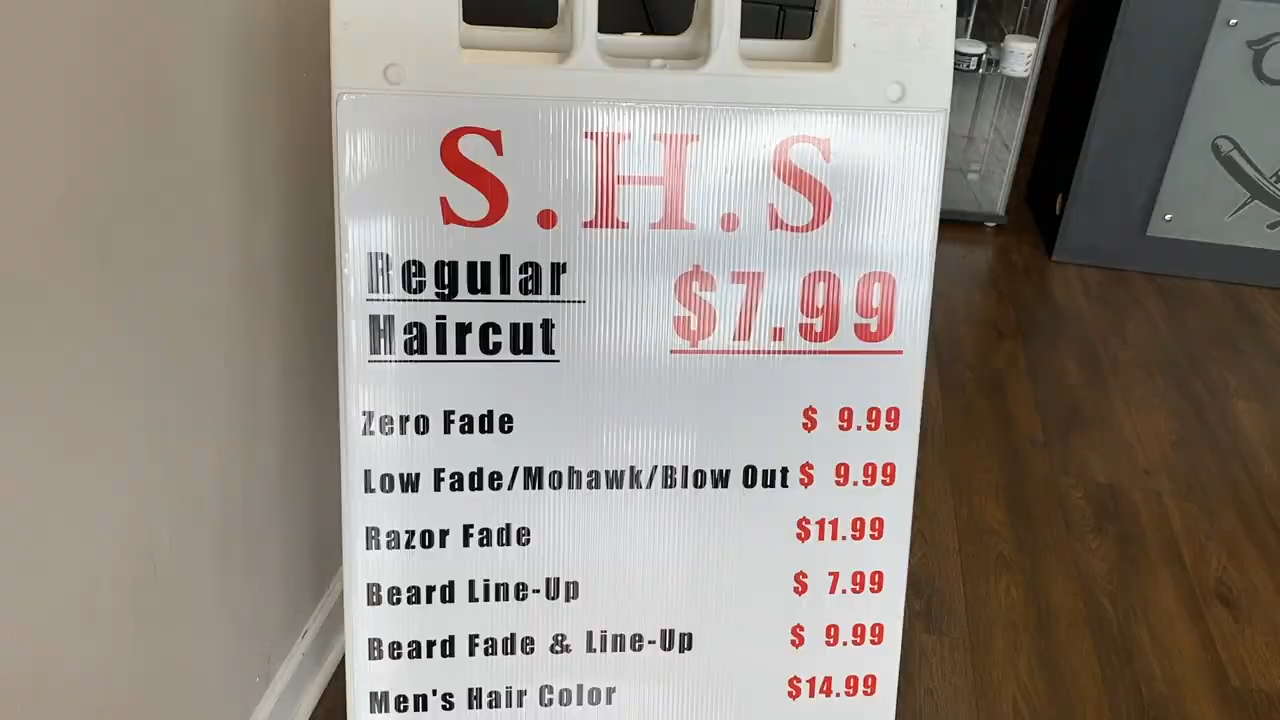 S.H.S
Regular
Haircut
$7.99
Zero Fade $ 9.99
Low Fade/Mohawk/Blow Out $ 9.99
Razor Fade $11.99
Beard Line-Up $ 7.99
Beard Fade & Line-Up $ 9.99
Men's Hair Color $14.99